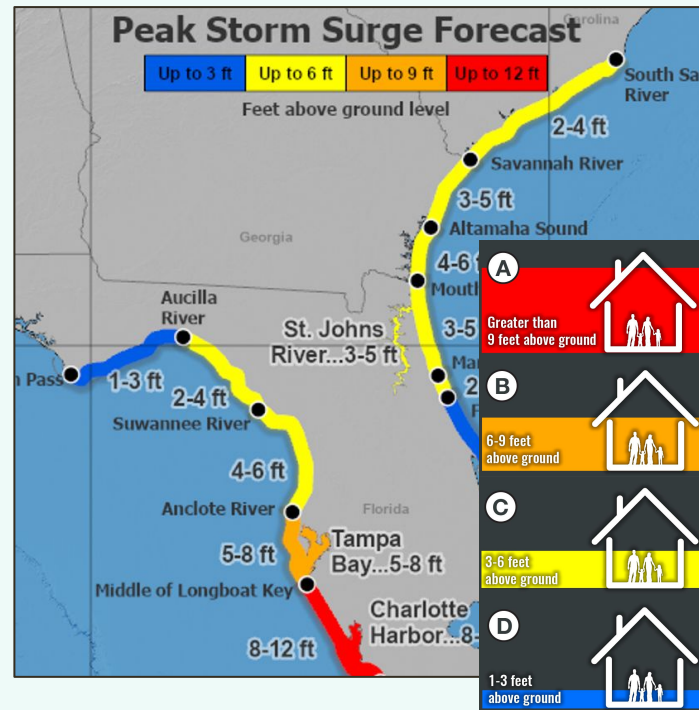 Peak Storm Surge Forecast
Carolina
Up to 3 ft
Up to 6 ft
Up to 9 ft
Up to 12 ft
Feet above ground level
South
River
2-4 ft
Savannah River
3-5 ft
Altamaha Sound
Georgia
4-6
Aucilla
River
St. Johns
River...3-5 ft
3-5
Pass
1-3 ft
2-4 ft
2
Suwannee River
4-6 ft
Anclote River
Florida
Tampa
Bay...5-8 ft
5-8 ft
Middle of Longboat Key
Charlotte
Harbor...8-
8-12 ft
A
Greater than
9 feet above ground
B
6-9 feet
above ground
C
3-6 feet
above ground
D
1-3 feet
above ground